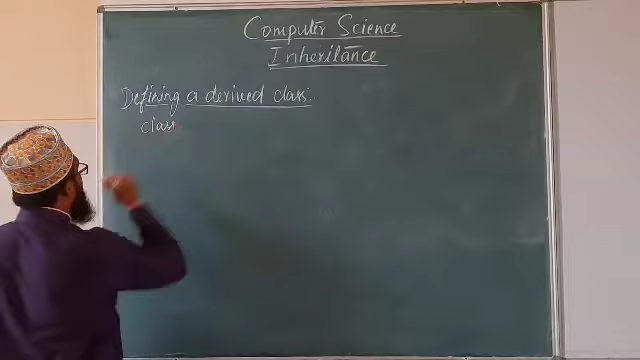 Computer Science
Inheritance
Defining a derived class:
class